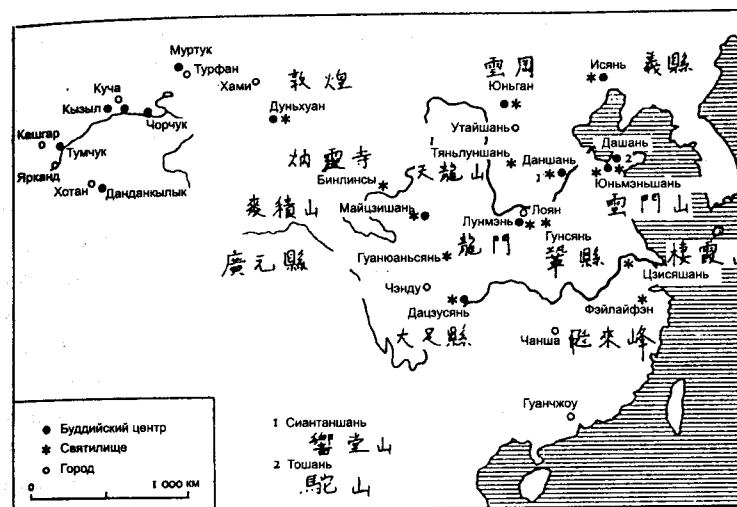 Муртук
Турфан
Хами
敦煌
Дуньхуан
雲岡
Юньган
Исянь
義縣
Куча
Кызыл
Чорчук
Кашгар
Тумчук
Ярканд
Хотан
Данданкылык
Утайшань
Тяньлуншань
天龍山
Даншань
1
Дашань
2
Юньмэньшань
雲門山
炳靈寺
Бинлинсы
麥積山
Майцзишань
Лунмэнь
龍門
Лоян
Гунсянь
鞏縣
廣元縣
Гуанюаньсянь
棲霞山
Цзисяшань
Чэнду
Дацзусянь
大足縣
Фэйлайфэн
來峰
Чанша
Гуанчжоу
Буддийский центр
Святилище
Город
0 1 000 км
1 Сиантаншань
響堂山
2 Тошань
駝山